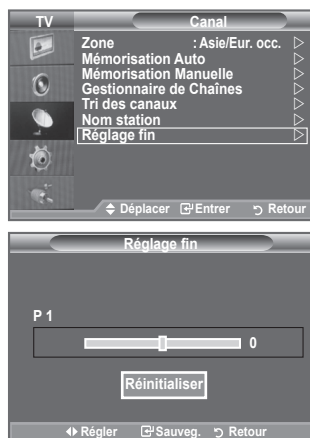 TV Canal
Zone : Asie/Eur. occ.
Mémorisation Auto
Mémorisation Manuelle
Gestionnaire de Chaînes
Tri des canaux
Nom station
Réglage fin
Déplacer Entrer Retour
Réglage fin
P 1
0
Réinitialiser
Régler Sauveg. Retour